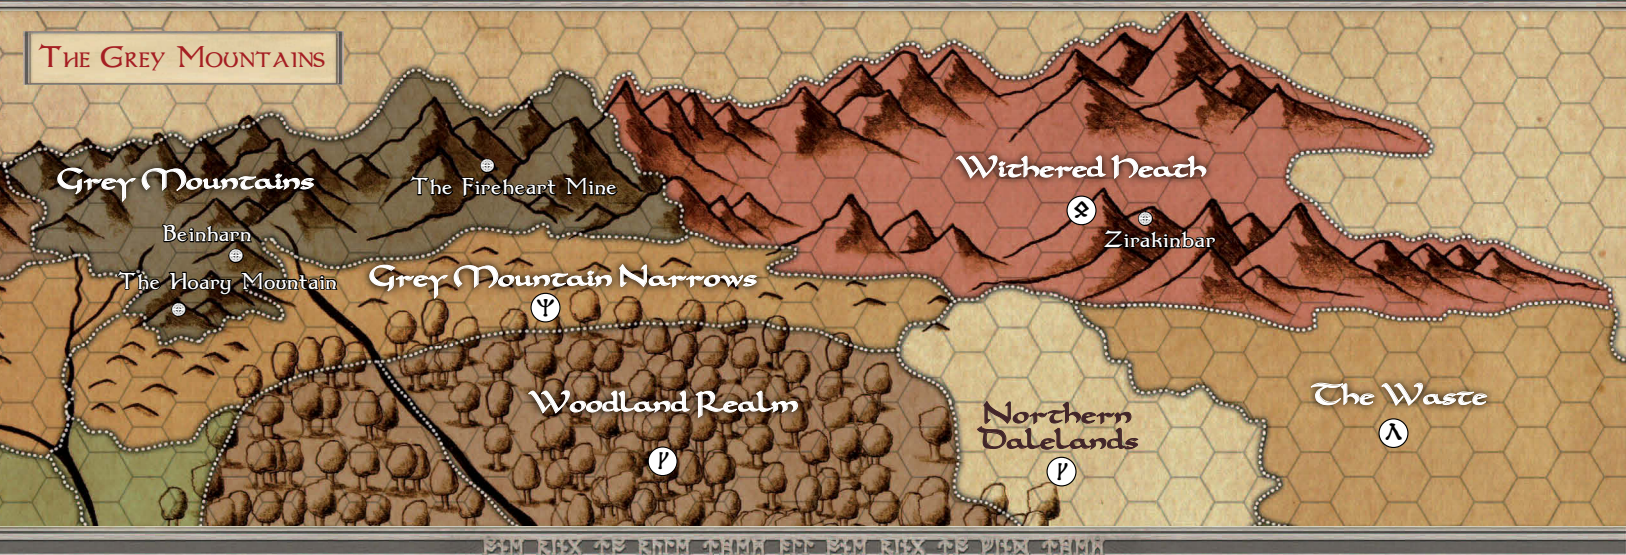 The Grey Mountains
Withered Heath
Grey Mountains
The Fireheart Mine
Beinharn
Zirakinbar
The Hoary Mountain
Grey Mountain Narrows
Woodland Realm
The Waste
Northern
Dalelands